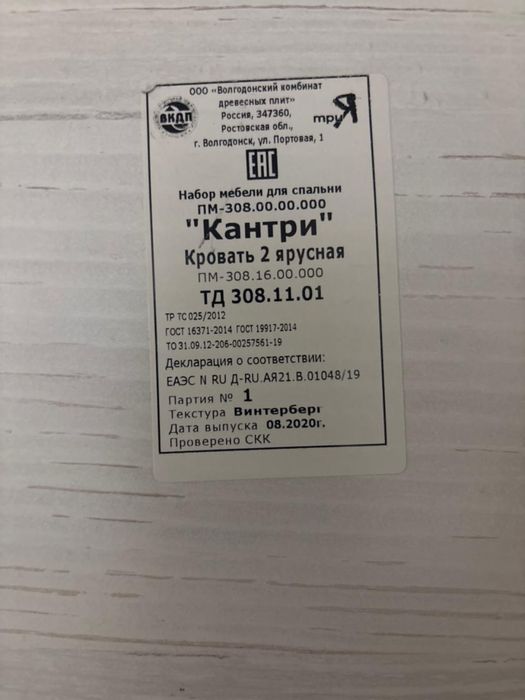 ООО «Волгодонский комбинат
древесных плит»
Россия, 347360,
Ростовская обл.,
г. Волгодонск, ул. Портовая, 1
ВКДП
триЯ
ЕАС
Набор мебели для спальни
ПМ-308.00.00.000
"Кантри"
Кровать 2 ярусная
ПМ-308.16.00.000
ТД 308.11.01
ТР ТС 025/2012
ГОСТ 16371-2014 ГОСТ 19917-2014
ТО 31.09.12-206-00257561-19
Декларация о соответствии:
ЕАЭС N RU Д-RU.АЯ21.В.01048/19
Партия № 1
Текстура Винтерберг
Дата выпуска 08.2020г.
Проверено СКК